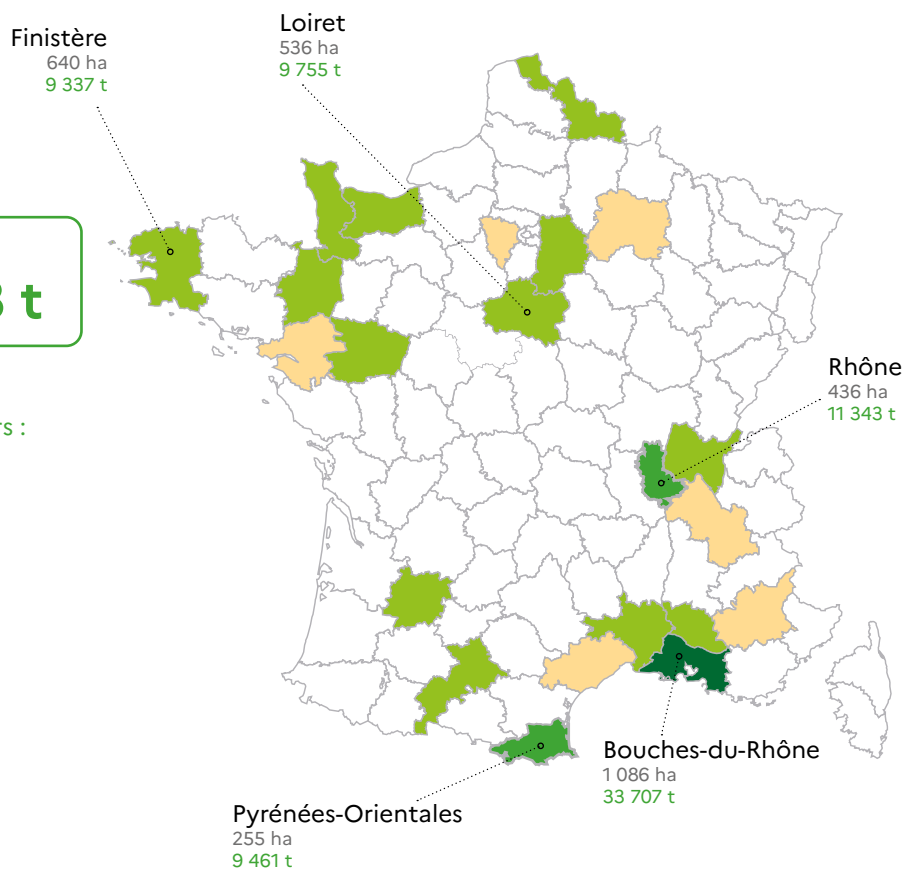 Finistère
640 ha
9 337 t
Loiret
536 ha
9 755 t
t
rs :
Rhône
436 ha
11 343 t
Bouches-du-Rhône
1 086 ha
33 707 t
Pyrénées-Orientales
255 ha
9 461 t